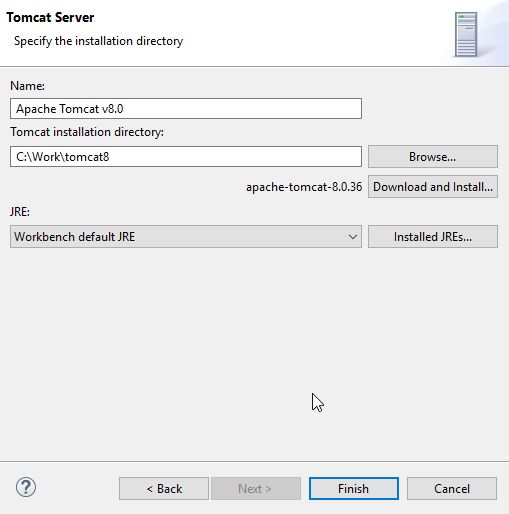 Tomcat Server
Specify the installation directory
Name:
Apache Tomcat v8.0
Tomcat installation directory:
C:\Work\tomcat8
Browse...
apache-tomcat-8.0.36
Download and Install...
JRE:
Workbench default JRE
Installed JREs...
?
< Back
Next >
Finish
Cancel